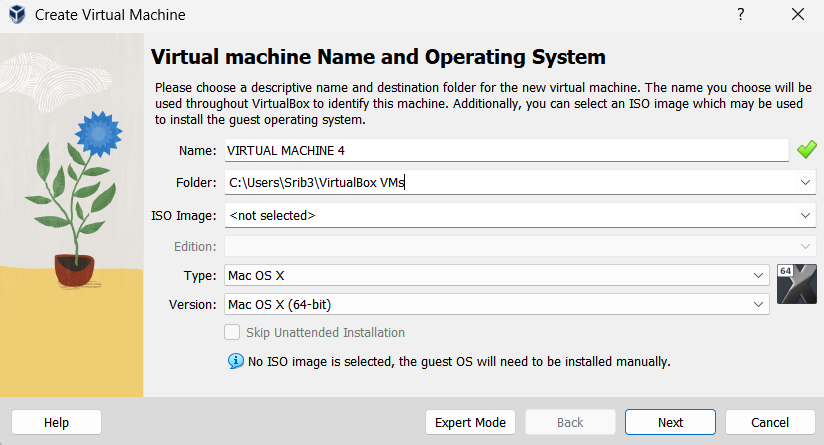 Create Virtual Machine
?
Virtual machine Name and Operating System
Please choose a descriptive name and destination folder for the new virtual machine. The name you choose will be
used throughout VirtualBox to identify this machine. Additionally, you can select an ISO image which may be used
to install the guest operating system.
Name: VIRTUAL MACHINE 4
Folder: C:\Users\Srib3\VirtualBox VMs
ISO Image: <not selected>
Edition:
Type: Mac OS X
64
Version: Mac OS X (64-bit)
Skip Unattended Installation
No ISO image is selected, the guest OS will need to be installed manually.
Help Expert Mode Back Next Cancel